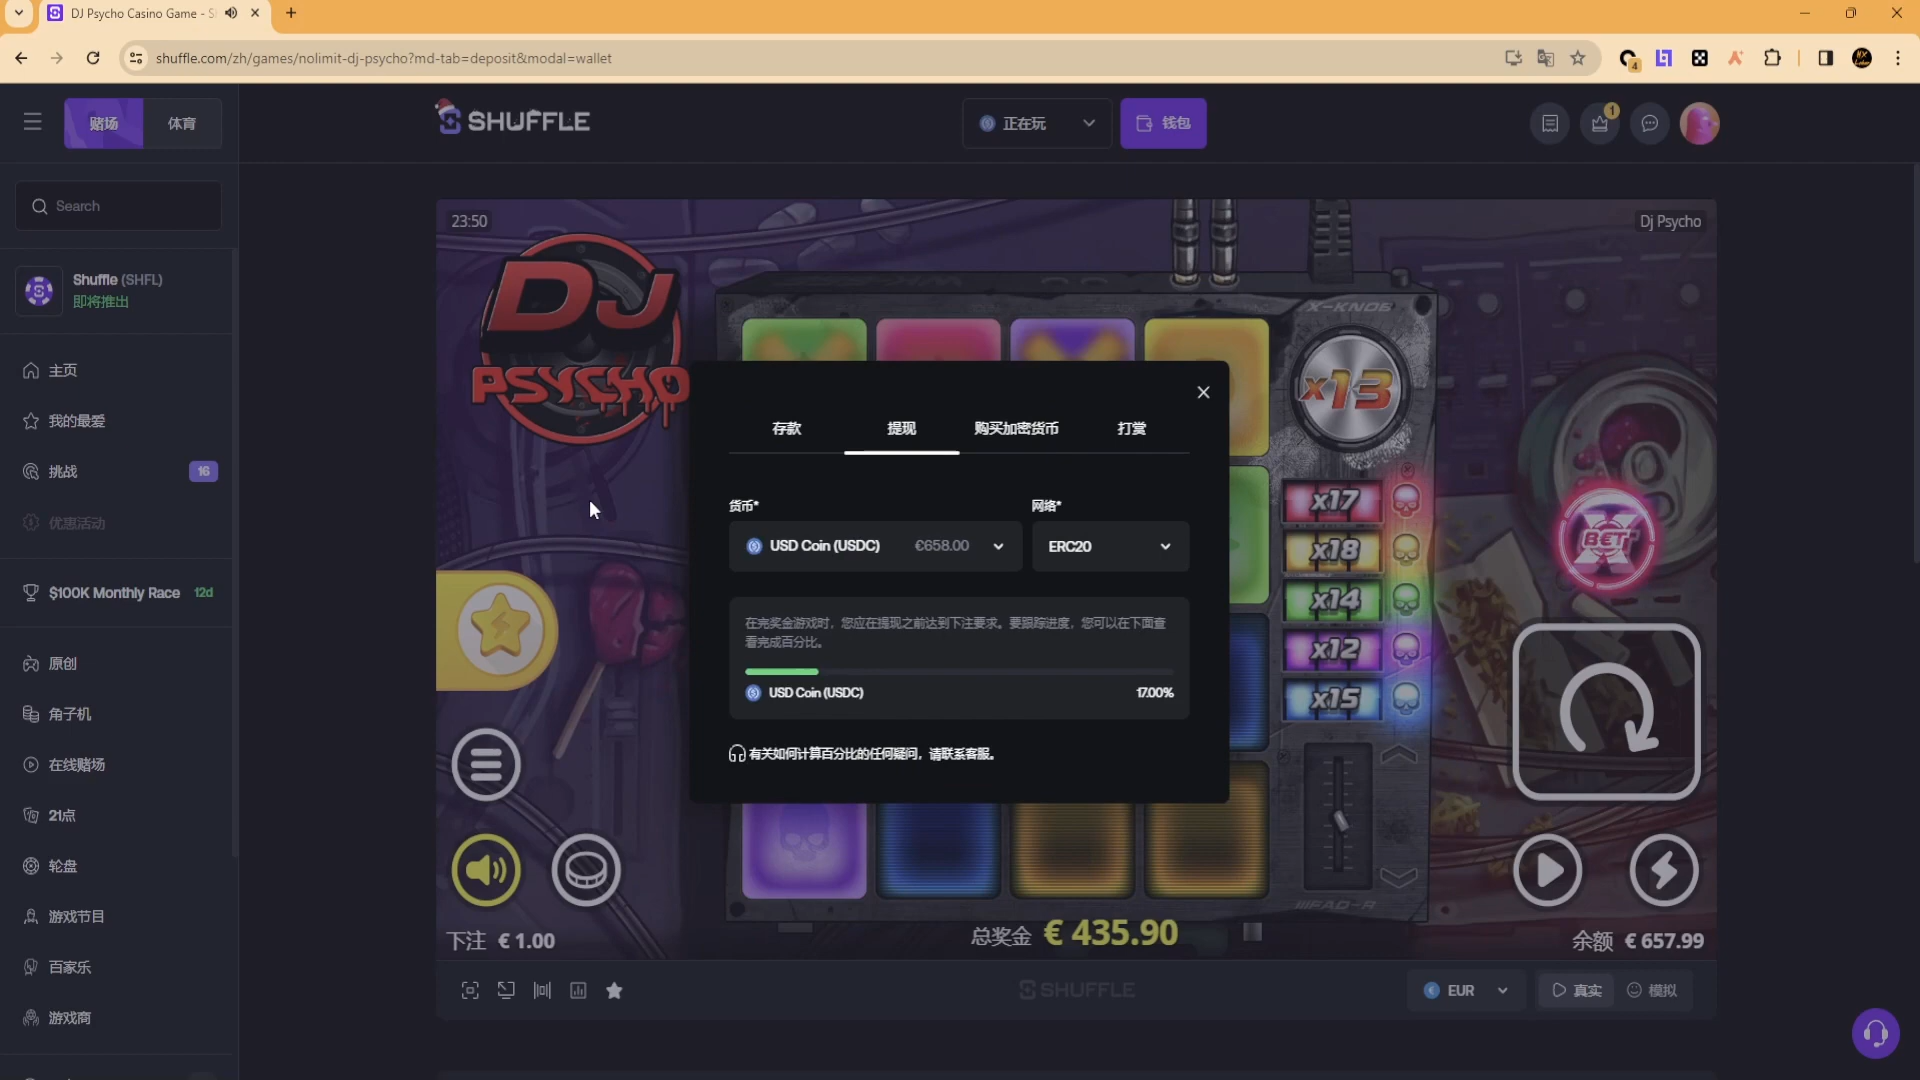 DJ Psycho Casino Game - S
shuffle.com/zh/games/nolimit-dj-psycho?md-tab=deposit&modal=wallet
4
赌场
体育
SHUFFLE
正在玩
钱包
1
Search
Shuffle (SHFL)
即将推出
主页
我的最爱
挑战
16
优惠活动
$100K Monthly Race
12d
原创
角子机
在线赌场
21点
轮盘
游戏节目
百家乐
游戏商
23:50
Dj Psycho
DJ
PSYCHO
X-KNOB
x13
x17
x18
x14
x12
x15
BET
存款
提现
购买加密货币
打赏
货币*
网络*
USD Coin (USDC)
€658.00
ERC20
在完奖金游戏时，您应在提现之前达到下注要求。要跟踪进度，您可以在下面查
看完成百分比。
USD Coin (USDC)
17.00%
有关如何计算百分比的任何疑问，请联系客服。
下注 € 1.00
总奖金 € 435.90
余额 € 657.99
SHUFFLE
EUR
真实
模拟